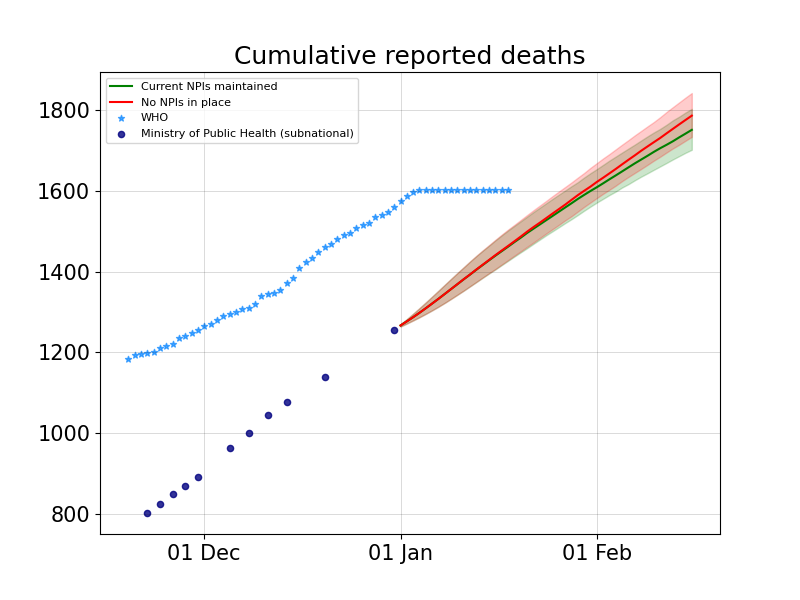 Cumulative reported deaths
Current NPIs maintained
No NPIs in place
WHO
Ministry of Public Health (subnational)
1800
1600
1400
1200
1000
800
01 Dec
01 Jan
01 Feb